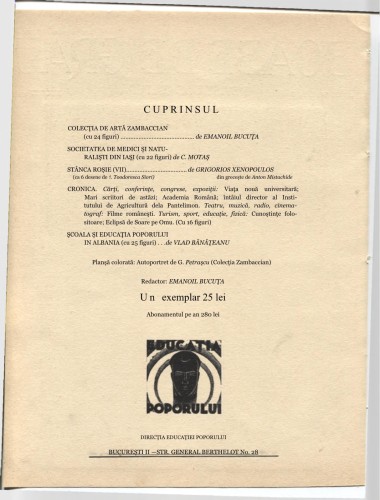 CUPRINSUL
COLECȚIA DE ARTĂ ZAMBACCIAN
(cu 24 figuri) ............................................ de EMANOIL BUCUȚA
SOCIETATEA DE MEDICI ȘI NATU-
RALIȘTI DIN IAȘI (cu 22 figuri) de C. MOTAȘ
STÂNCA ROȘIE (VII) .................................... de GRIGORIOS XENOPOULOS
(cu 6 desene de †. Teodorescu Sion) din grecește de Anton Mistachide
CRONICA. Cărți, conferințe, congrese, expoziții: Viața nouă universitară;
Mari scriitori de astăzi; Academia Română; Întâiul director al Insti-
tutului de Agricultură dela Pantelimon. Teatru, muzică, radio, cinema-
tograf: Filme românești. Turism, sport, educație, fizică: Cunoștințe folo-
sitoare; Eclipsă de Soare pe Omu. (Cu 16 figuri)
ȘCOALA ȘI EDUCAȚIA POPORULUI
IN ALBANIA (cu 25 figuri) . . . de VLAD BĂNĂȚEANU
Planșă colorată: Autoportret de G. Petrașcu (Colecția Zambaccian)
Redactor: EMANOIL BUCUȚA
Un exemplar 25 lei
Abonamentul pe an 280 lei
EDUCAȚIA
POPORULUI
DIRECȚIA EDUCAȚIEI POPORULUI
BUCUREȘTI II —STR. GENERAL BERTHELOT No. 28